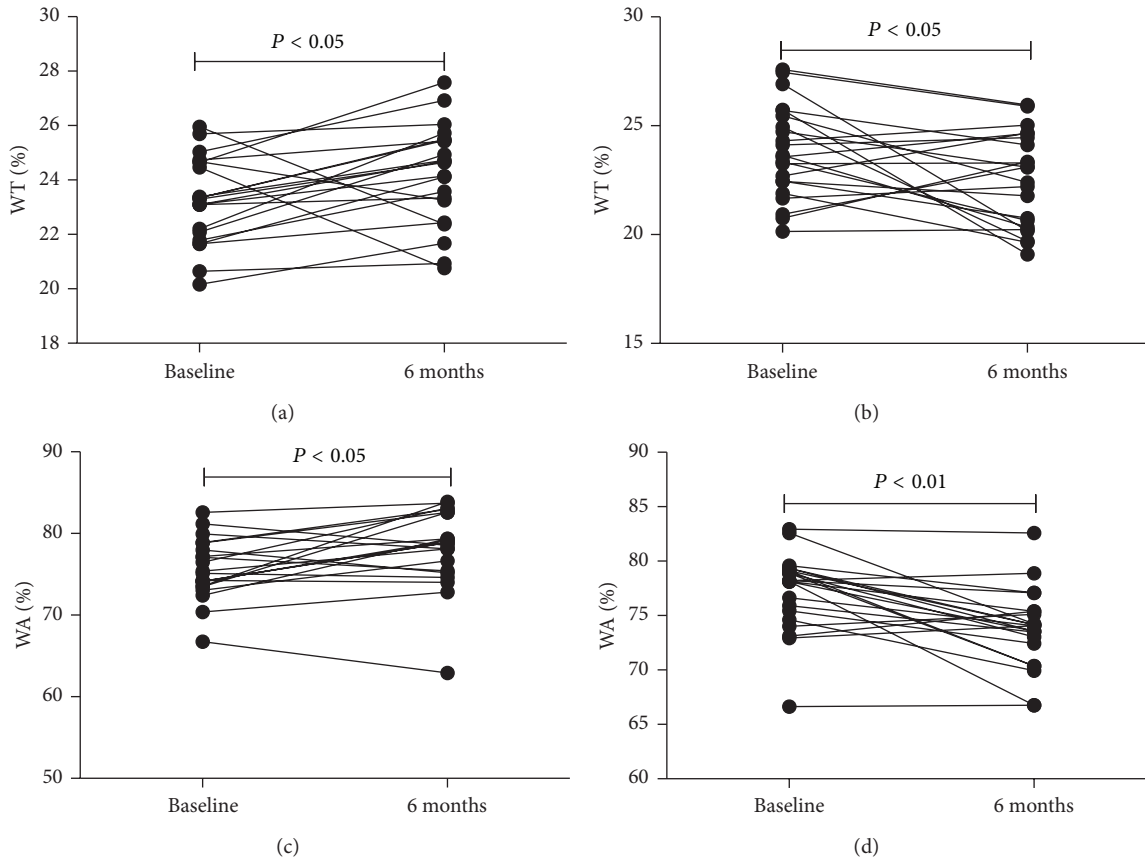 30
28
26
24
22
20
18
WT (%)
P < 0.05
Baseline
6 months
(a)
30
25
20
15
WT (%)
P < 0.05
Baseline
6 months
(b)
90
80
70
60
50
WA (%)
P < 0.05
Baseline
6 months
(c)
90
85
80
75
70
65
60
WA (%)
P < 0.01
Baseline
6 months
(d)